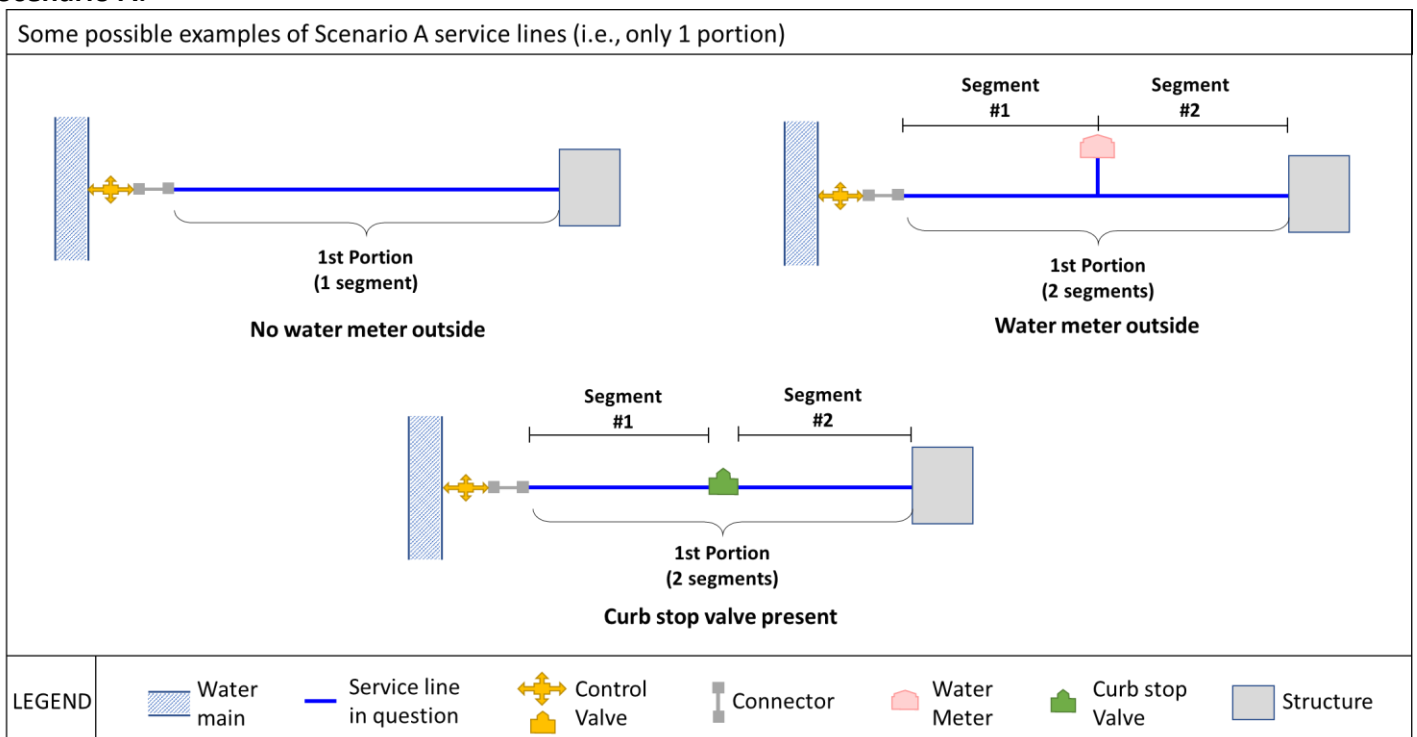 Some possible examples of Scenario A service lines (i.e., only 1 portion)
Segment
#1
Segment
#2
1st Portion
(1 segment)
No water meter outside
1st Portion
(2 segments)
Water meter outside
Segment
#1
Segment
#2
1st Portion
(2 segments)
Curb stop valve present
LEGEND
Water
main
Service line
in question
Control
Valve
Connector
Water
Meter
Curb stop
Valve
Structure